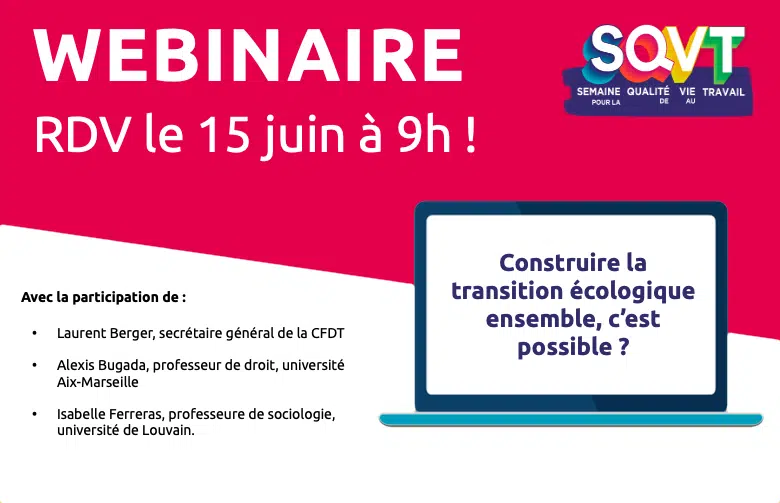 WEBINAIRE
RDV le 15 juin à 9h !
SQVT
SEMAINE QUALITÉ VIE TRAVAIL
POUR LA DE AU
Construire la
transition écologique
ensemble, c’est
possible ?
Avec la participation de :
• Laurent Berger, secrétaire général de la CFDT
• Alexis Bugada, professeur de droit, université
Aix-Marseille
• Isabelle Ferreras, professeure de sociologie,
université de Louvain.